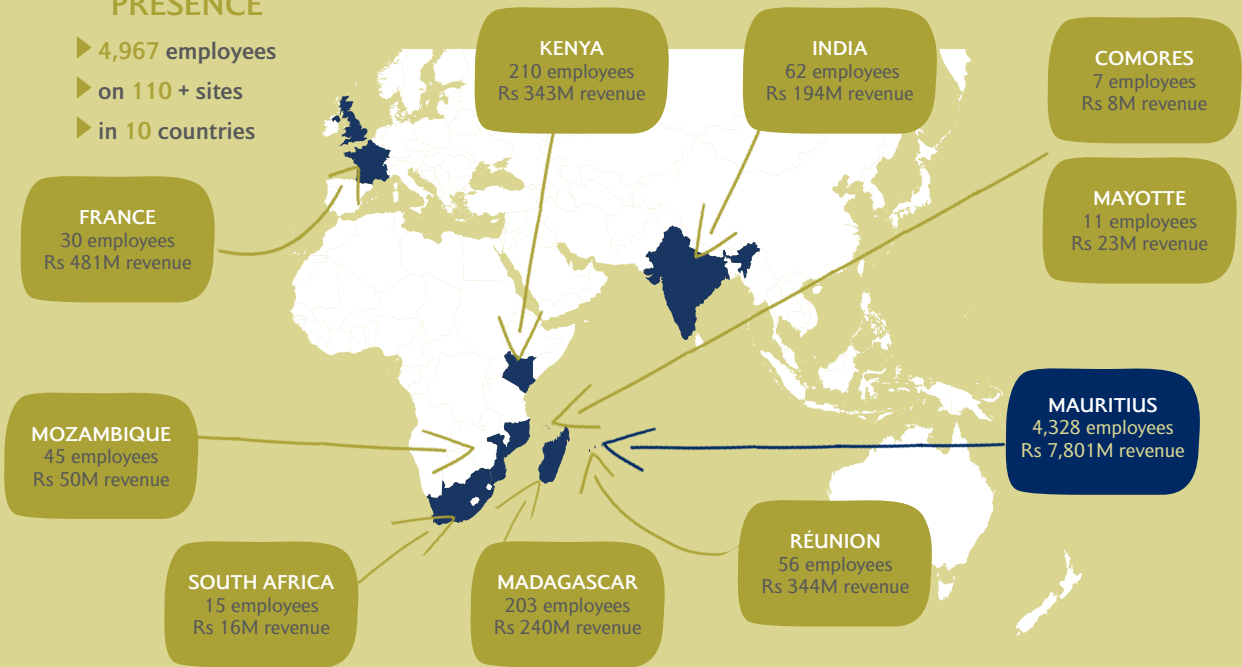 PRESENCE
4,967 employees
on 110 + sites
in 10 countries
KENYA
210 employees
Rs 343M revenue
INDIA
62 employees
Rs 194M revenue
COMORES
7 employees
Rs 8M revenue
MAYOTTE
11 employees
Rs 23M revenue
FRANCE
30 employees
Rs 481M revenue
MOZAMBIQUE
45 employees
Rs 50M revenue
MAURITIUS
4,328 employees
Rs 7,801M revenue
SOUTH AFRICA
15 employees
Rs 16M revenue
MADAGASCAR
203 employees
Rs 240M revenue
RÉUNION
56 employees
Rs 344M revenue